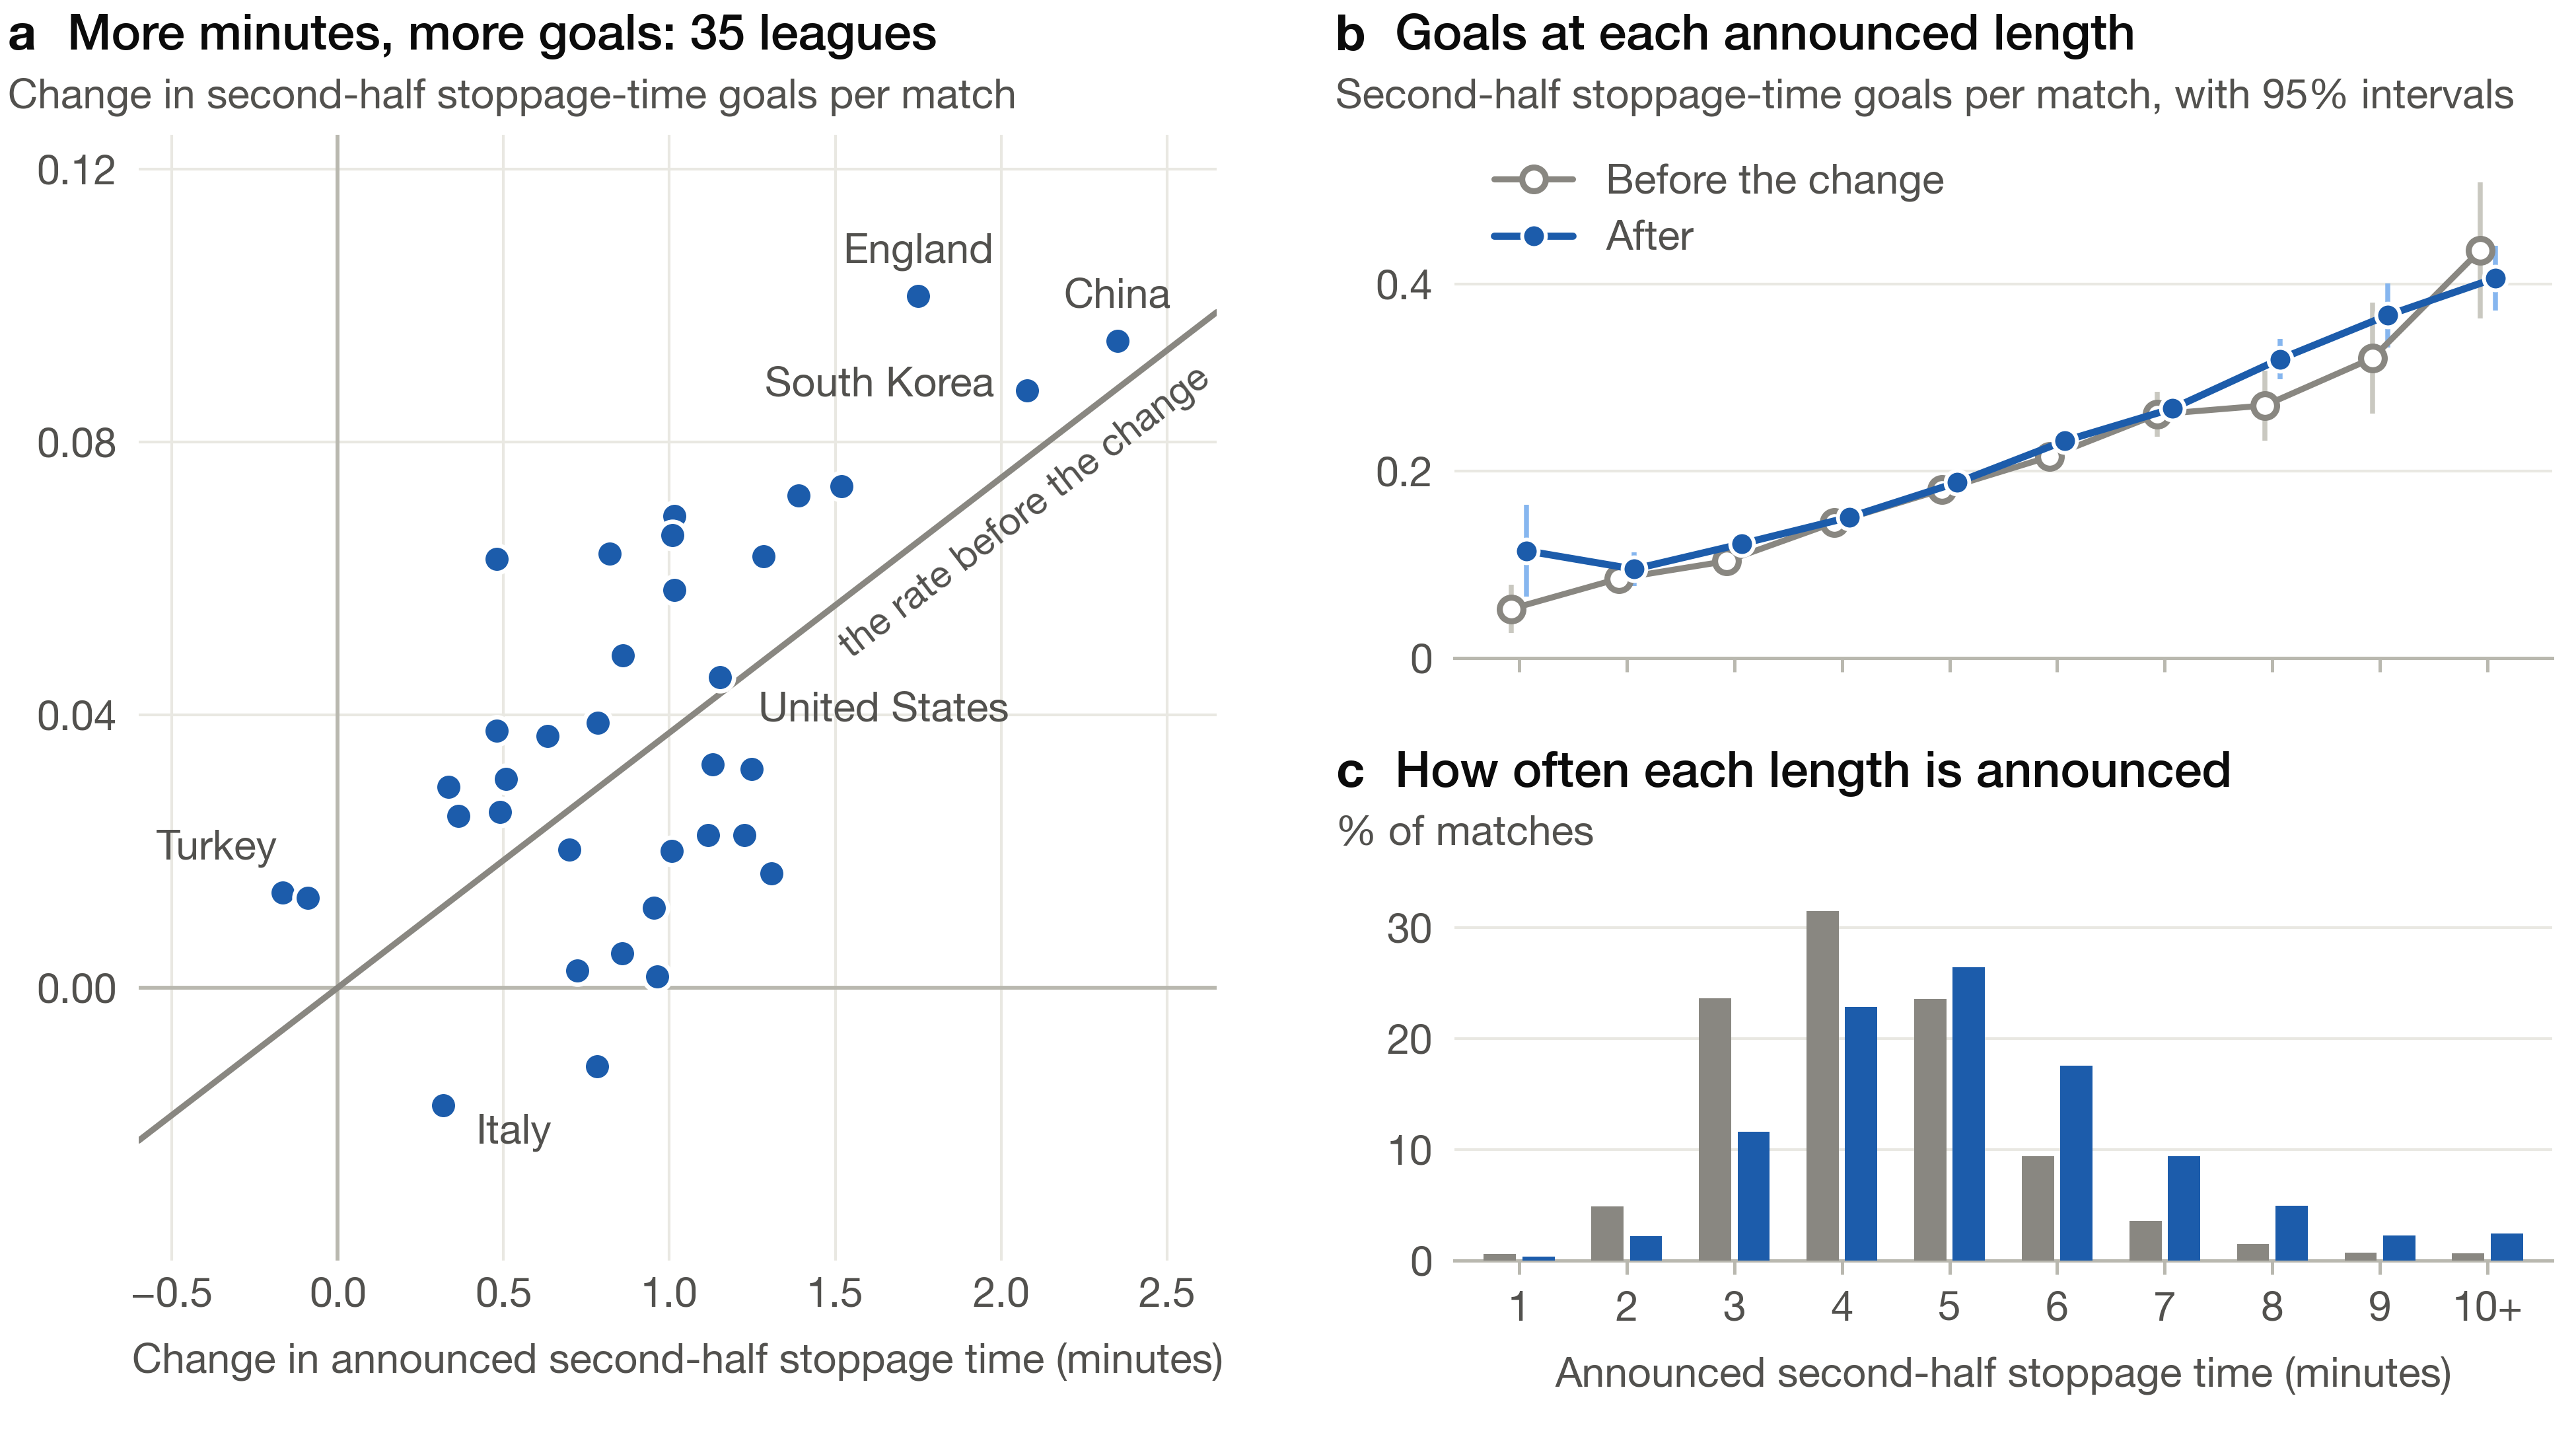 a More minutes, more goals: 35 leagues
Change in second-half stoppage-time goals per match
0.12
0.08
0.04
0.00
England
China
South Korea
the rate before the change
United States
Turkey
Italy
−0.5 0.0 0.5 1.0 1.5 2.0 2.5
Change in announced second-half stoppage time (minutes)
b Goals at each announced length
Second-half stoppage-time goals per match, with 95% intervals
Before the change
After
0.4
0.2
0
c How often each length is announced
% of matches
30
20
10
0
1 2 3 4 5 6 7 8 9 10+
Announced second-half stoppage time (minutes)